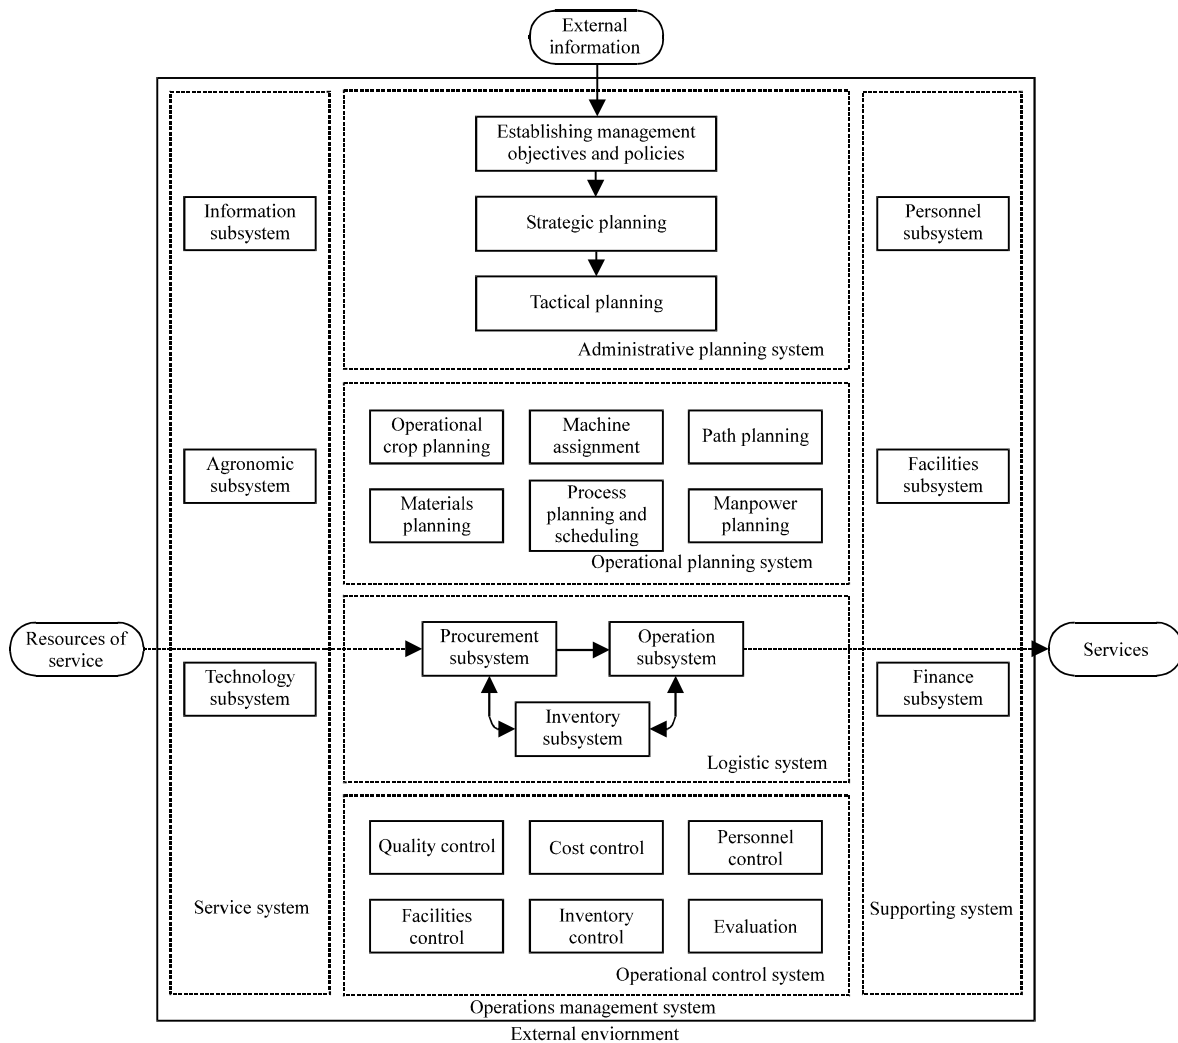 External
information
Establishing management
objectives and policies
Strategic planning
Tactical planning
Administrative planning system
Information
subsystem
Agronomic
subsystem
Technology
subsystem
Service system
Personnel
subsystem
Facilities
subsystem
Finance
subsystem
Supporting system
Operational
crop planning
Machine
assignment
Path planning
Materials
planning
Process
planning and
scheduling
Manpower
planning
Operational planning system
Resources of
service
Procurement
subsystem
Operation
subsystem
Services
Inventory
subsystem
Logistic system
Quality control
Cost control
Personnel
control
Facilities
control
Inventory
control
Evaluation
Operational control system
Operations management system
External enviornment